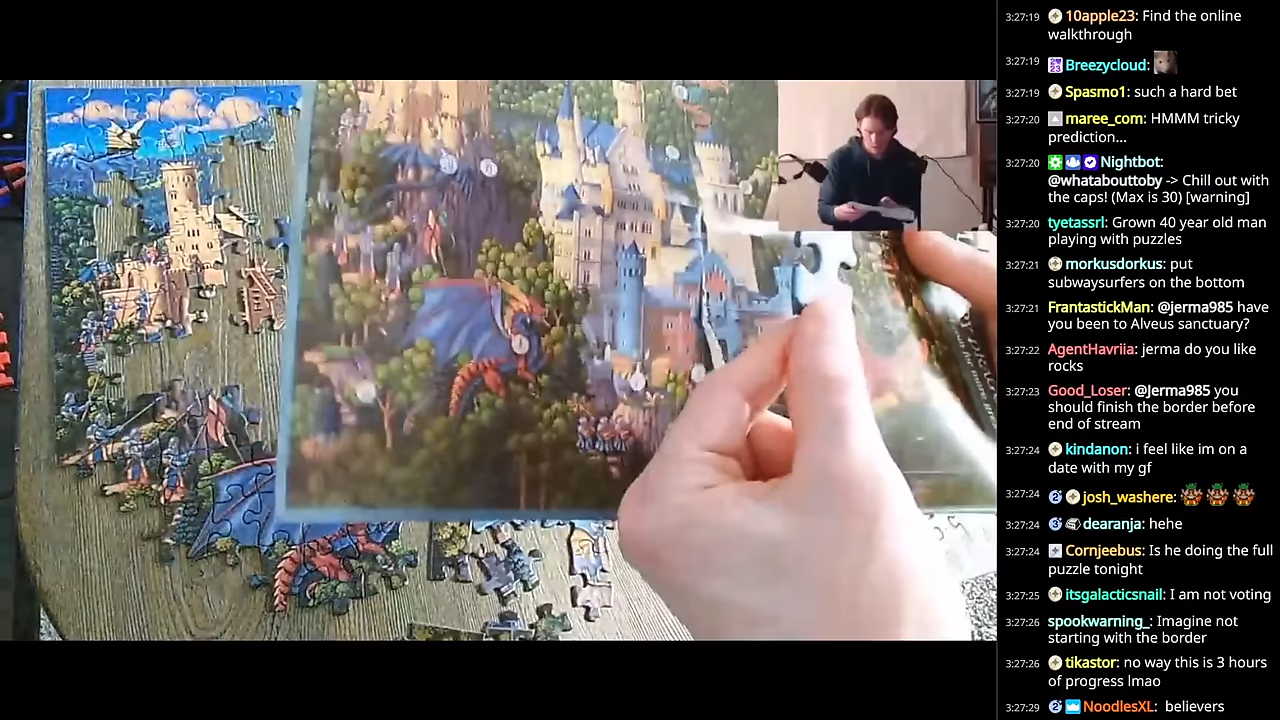 3:27:19 10apple23: Find the online
walkthrough
3:27:19 Breezycloud:
3:27:19 Spasmo1: such a hard bet
3:27:20 maree_com: HMMM tricky
prediction...
3:27:20 Nightbot:
@whatabouttoby -> Chill out with
the caps! (Max is 30) [warning]
3:27:20 tyetassrl: Grown 40 year old man
playing with puzzles
3:27:21 morkusdorkus: put
subwaysurfers on the bottom
3:27:21 FrantastickMan: @jerma985 have
you been to Alveus sanctuary?
3:27:22 AgentHavriia: jerma do you like
rocks
3:27:23 Good_Loser: @Jerma985 you
should finish the border before
end of stream
3:27:24 kindanon: i feel like im on a
date with my gf
3:27:24 josh_washere:
3:27:24 dearanja: hehe
3:27:24 Cornjeebus: Is he doing the full
puzzle tonight
3:27:25 itsgalacticsnail: I am not voting
3:27:26 spookwarning_: Imagine not
starting with the border
3:27:26 tikastor: no way this is 3 hours
of progress lmao
3:27:29 NoodlesXL: believers